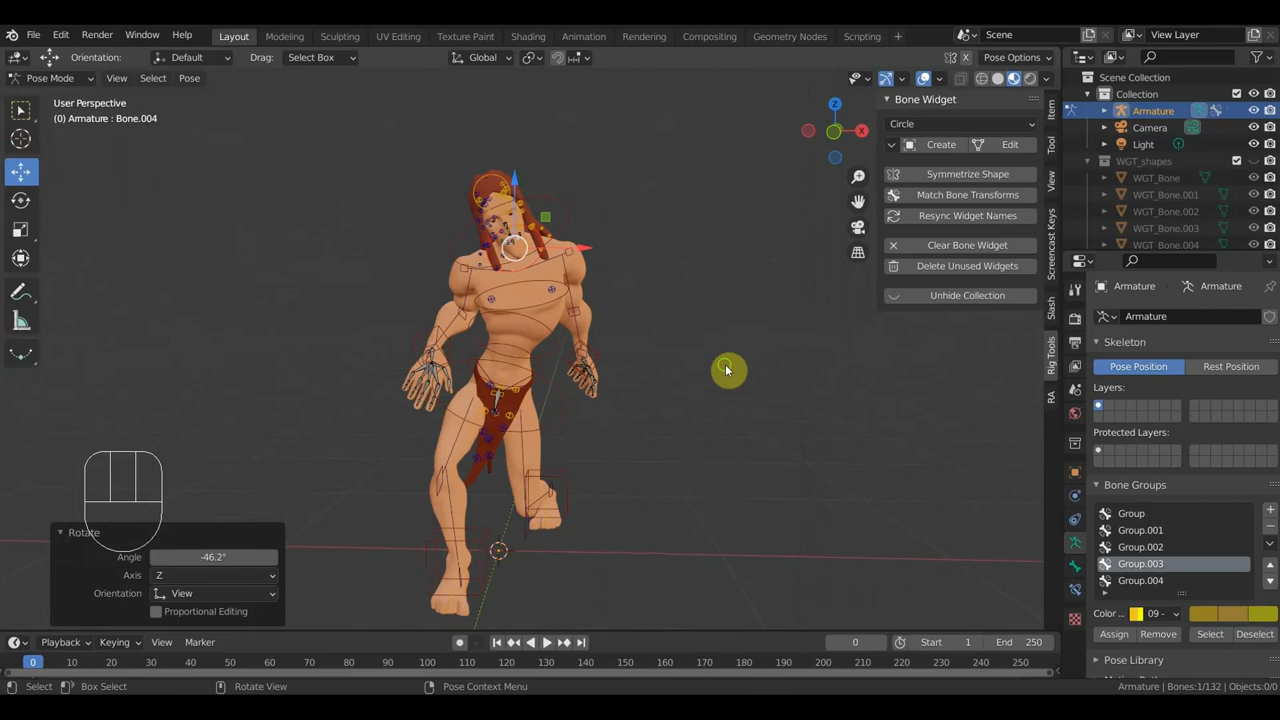 File Edit Render Window Help Layout Modeling Sculpting UV Editing Texture Paint Shading Animation Rendering Compositing Geometry Nodes Scripting + Scene View Layer
Orientation: Default Drag: Select Box Global X Pose Options
Pose Mode View Select Pose
User Perspective
(0) Armature : Bone.004
Z
X
Bone Widget
Circle
Create Edit
Symmetrize Shape
Match Bone Transforms
Resync Widget Names
Clear Bone Widget
Delete Unused Widgets
Unhide Collection
Item
Tool
View
Screencast Keys
Slash
Rig Tools
RA
Scene Collection
Collection
Armature
Camera
Light
WGT_shapes
WGT_Bone
WGT_Bone.001
WGT_Bone.002
WGT_Bone.003
WGT_Bone.004
Armature Armature
Armature
Skeleton
Pose Position Rest Position
Layers:
Protected Layers:
Bone Groups
Group
Group.001
Group.002
Group.003
Group.004
Color ... 09 -
Assign Remove Select Deselect
Pose Library
Rotate
Angle -46.2°
Axis Z
Orientation View
Proportional Editing
Playback Keying View Marker 0 Start 1 End 250
0 10 20 30 40 50 60 70 80 90 100 110 120 130 140 150 160 170 180 190 200 210 220 230 240 250
Select Box Select Rotate View Pose Context Menu Armature | Bones:1/132 | Objects:0/0